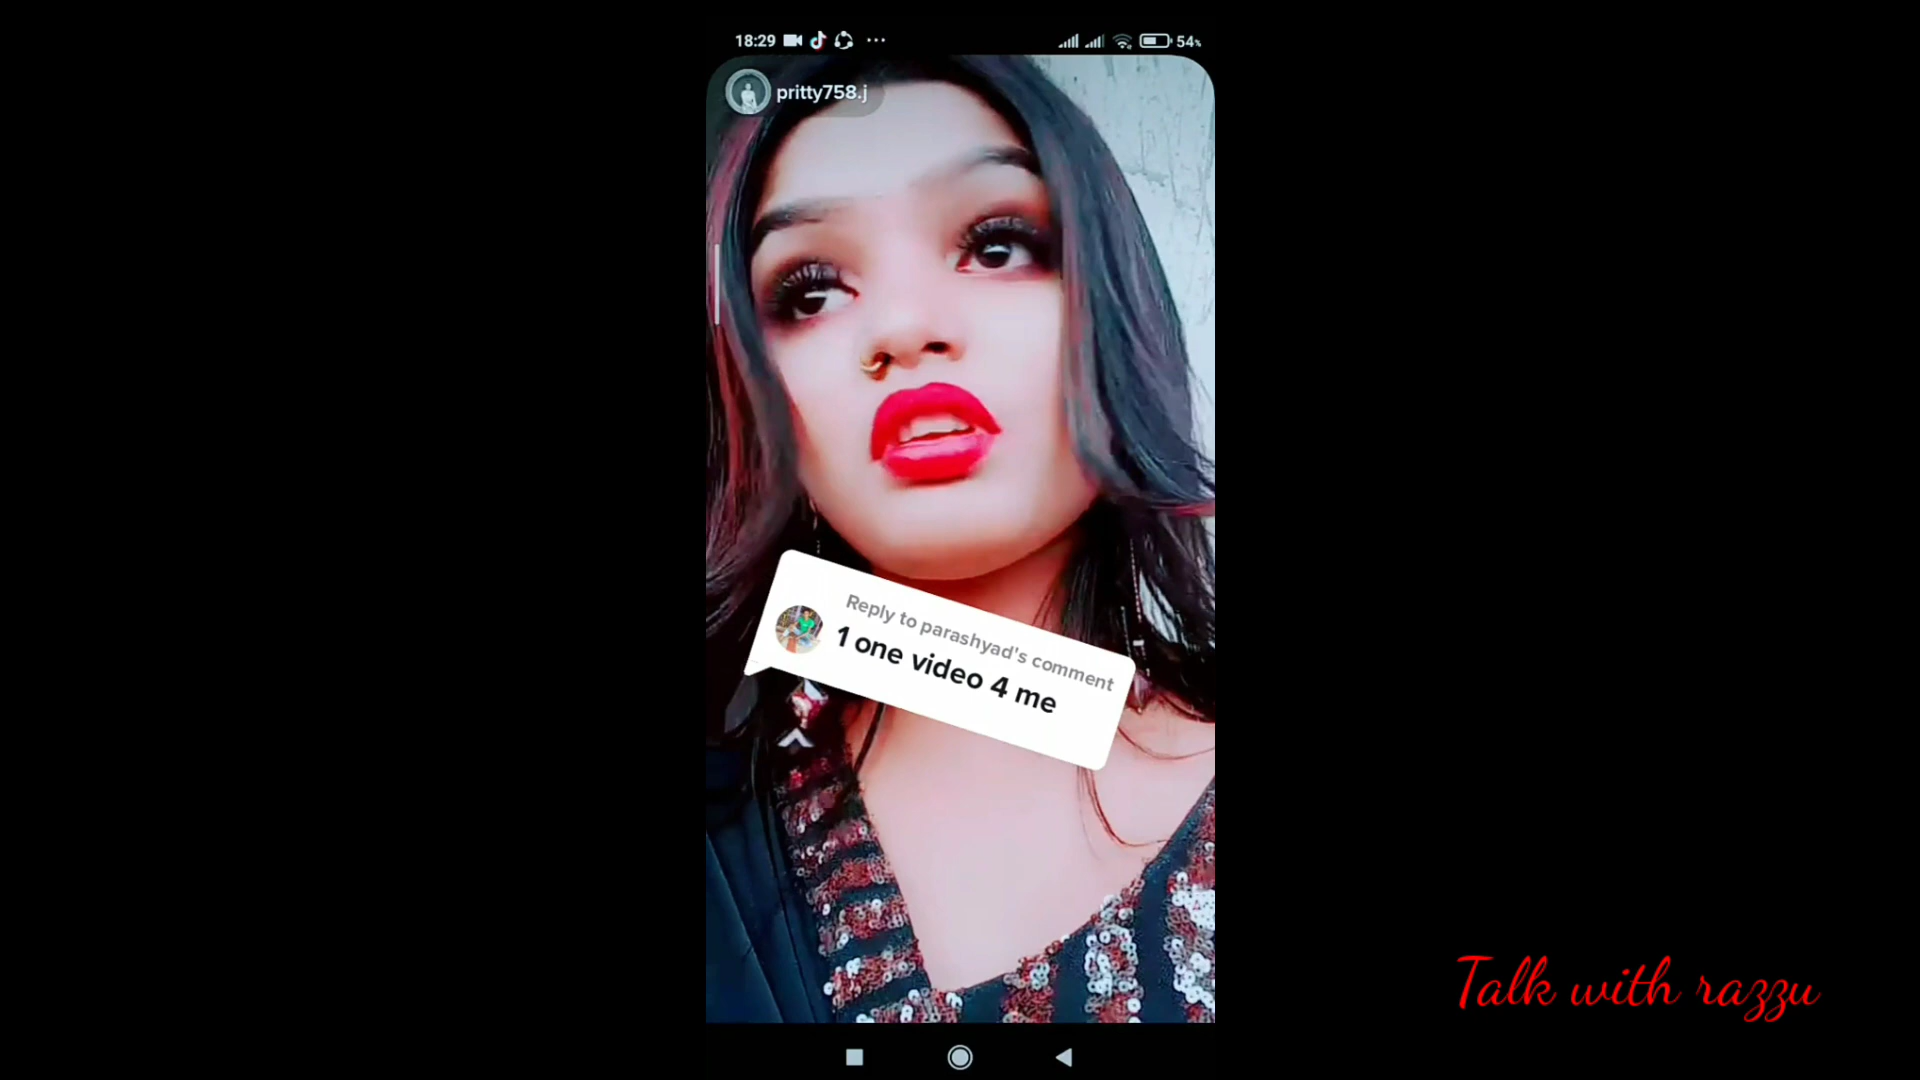 18:29
54%
pritty758.j
Reply to parashyad's comment
1 one video 4 me
Talk with razzu